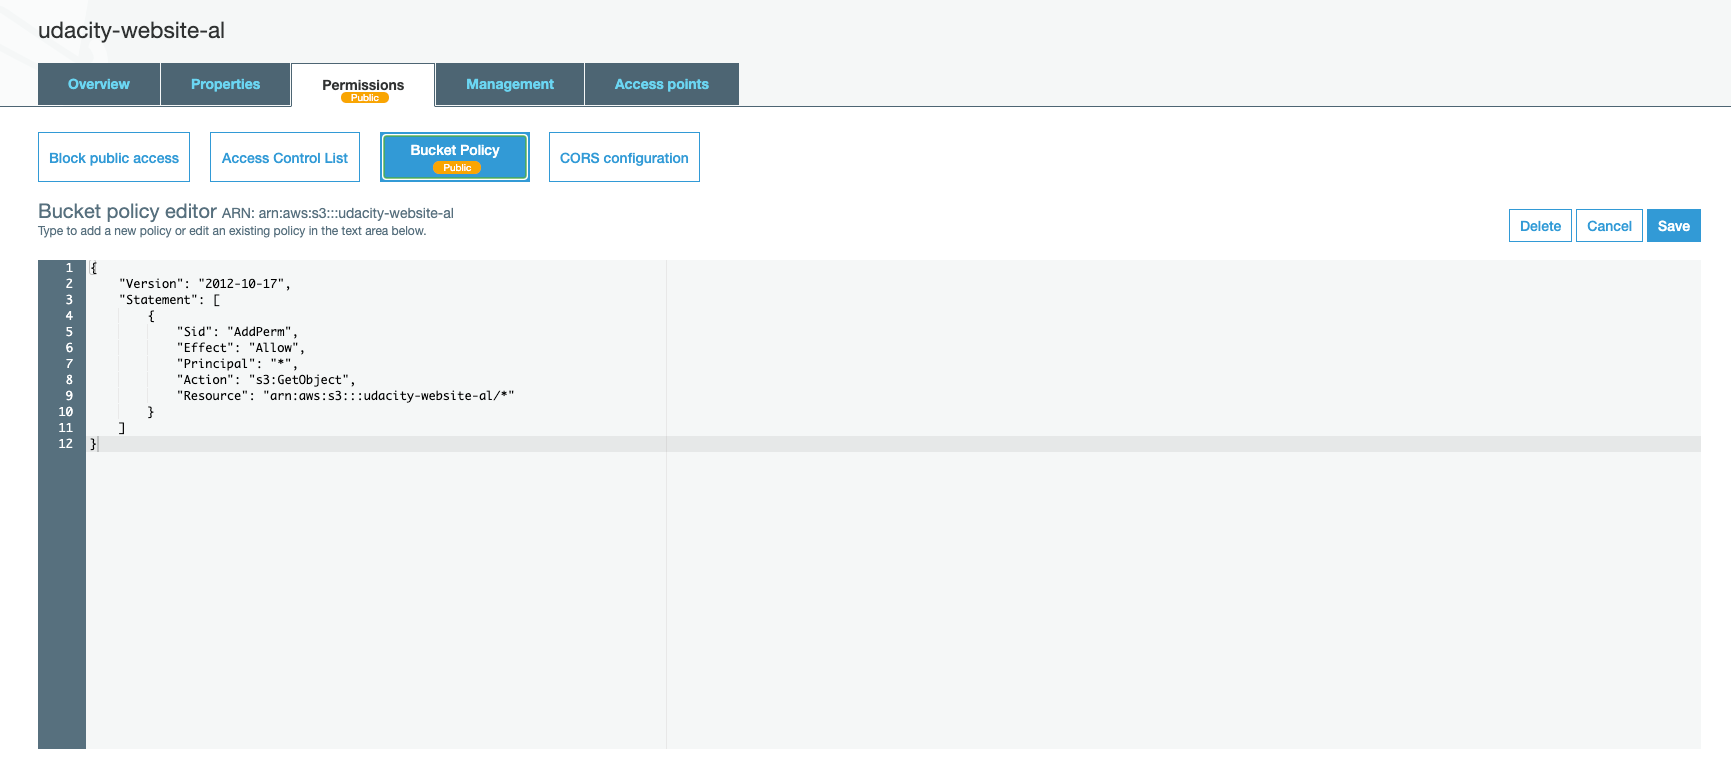 udacity-website-al
Overview Properties Permissions Management Access points
Public
Block public access Access Control List Bucket Policy CORS configuration
Public
Bucket policy editor ARN: arn:aws:s3:::udacity-website-al
Type to add a new policy or edit an existing policy in the text area below.
Delete Cancel Save
1 {
2 "Version": "2012-10-17",
3 "Statement": [
4 {
5 "Sid": "AddPerm",
6 "Effect": "Allow",
7 "Principal": "*",
8 "Action": "s3:GetObject",
9 "Resource": "arn:aws:s3:::udacity-website-al/*"
10 }
11 ]
12 }